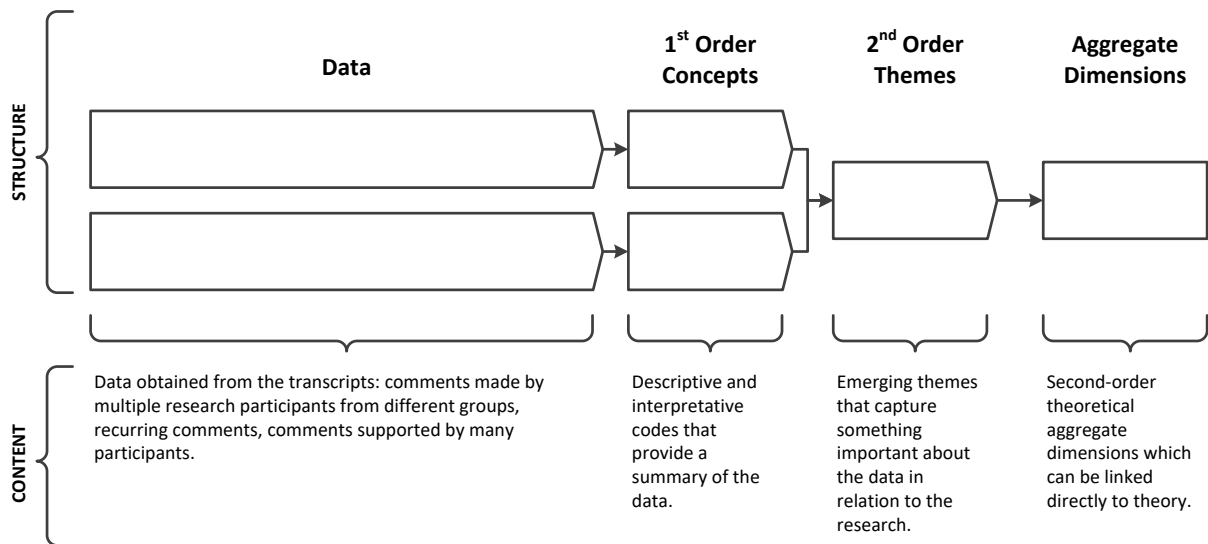 Data
1st Order
Concepts
2nd Order
Themes
Aggregate
Dimensions
STRUCTURE
CONTENT
Data obtained from the transcripts: comments made by
multiple research participants from different groups,
recurring comments, comments supported by many
participants.
Descriptive and
interpretative
codes that
provide a
summary of the
data.
Emerging themes
that capture
something
important about
the data in
relation to the
research.
Second-order
theoretical
aggregate
dimensions which
can be linked
directly to theory.